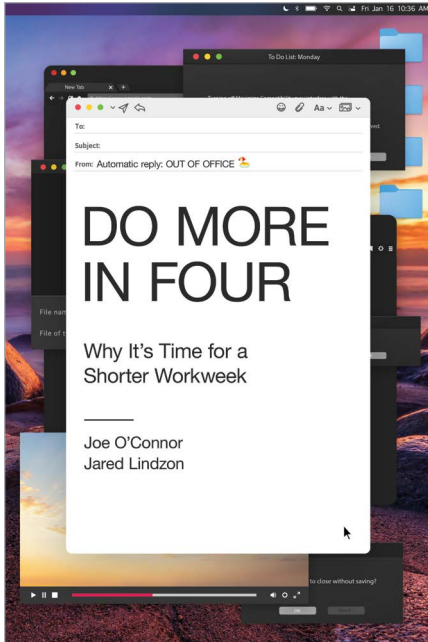 Fri Jan 16 10:36 AM
To Do List: Monday
New Tab
Aa
To:
Subject:
From: Automatic reply: OUT OF OFFICE 🏖️
DO MORE
IN FOUR
File nam
File of t
Why It’s Time for a
Shorter Workweek
Joe O’Connor
Jared Lindzon
to close without saving?